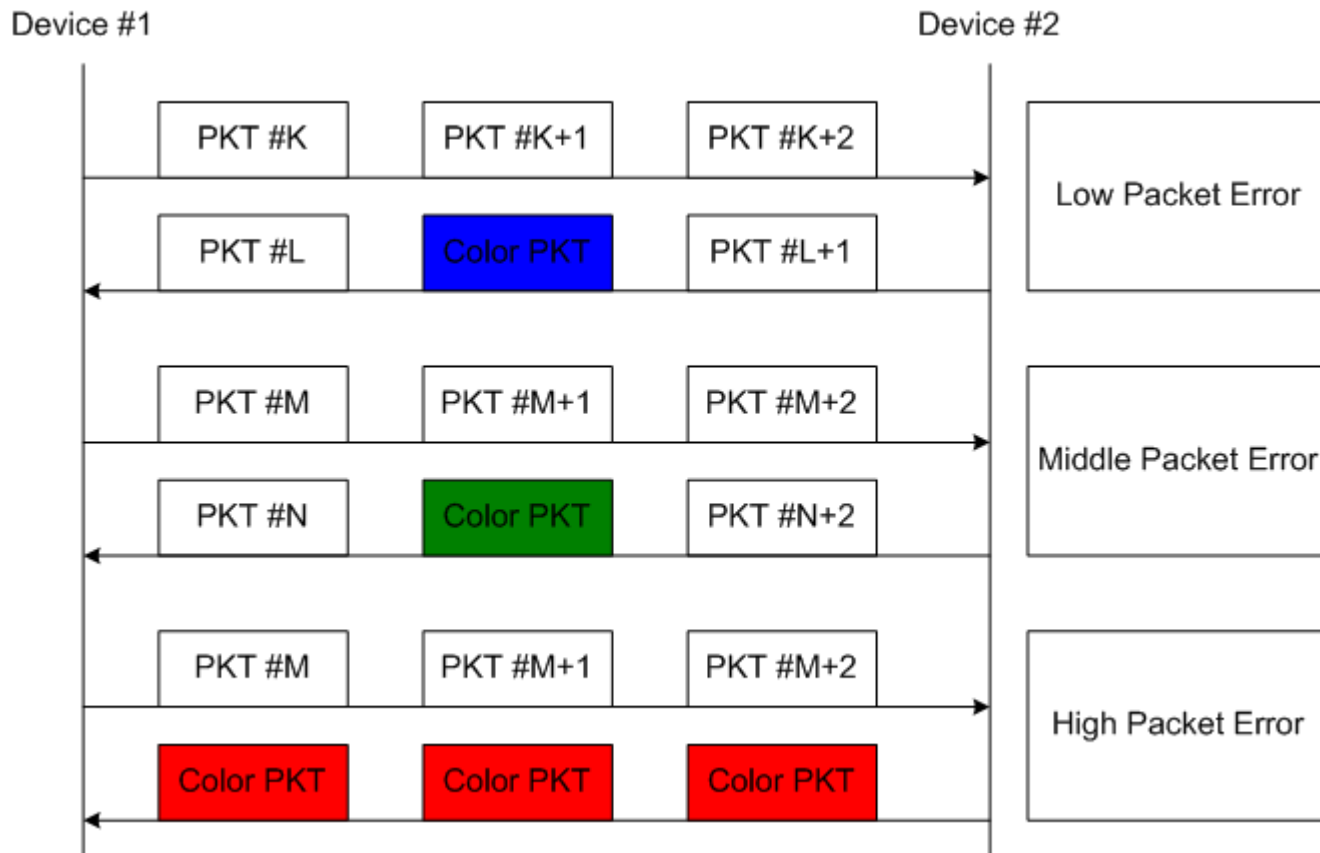 Device #1
Device #2
PKT #K
PKT #K+1
PKT #K+2
Low Packet Error
PKT #L
Color PKT
PKT #L+1
PKT #M
PKT #M+1
PKT #M+2
Middle Packet Error
PKT #N
Color PKT
PKT #N+2
PKT #M
PKT #M+1
PKT #M+2
High Packet Error
Color PKT
Color PKT
Color PKT